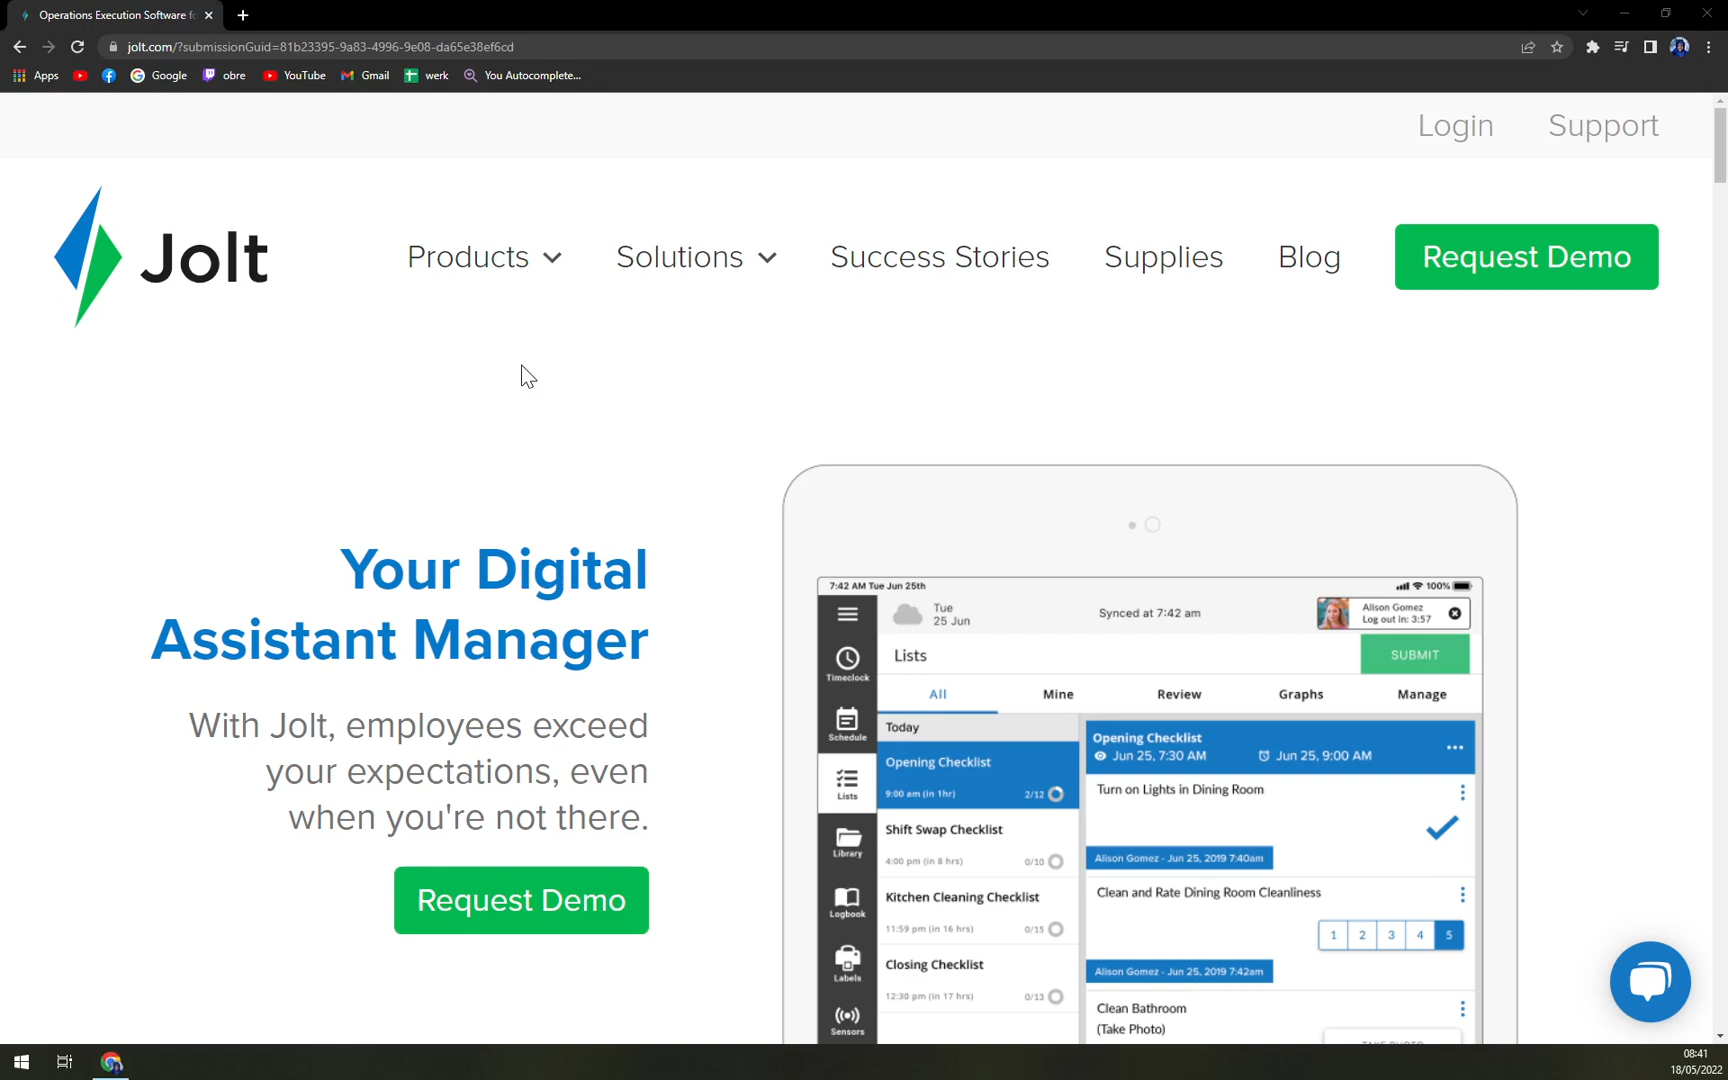 Operations Execution Software fo
jolt.com/?submissionGuid=81b23395-9a83-4996-9e08-da65e38ef6cd
Apps
Google
obre
YouTube
Gmail
werk
You Autocomplete...
Login
Support
Jolt
Products
Solutions
Success Stories
Supplies
Blog
Request Demo
Your Digital
Assistant Manager
With Jolt, employees exceed
your expectations, even
when you're not there.
Request Demo
7:42 AM Tue Jun 25th
100%
Tue
25 Jun
Synced at 7:42 am
Alison Gomez
Log out in: 3:57
Timeclock
Schedule
Lists
Library
Logbook
Labels
Sensors
Lists
SUBMIT
All
Mine
Review
Graphs
Manage
Today
Opening Checklist
9:00 am (in 1hr)
2/12
Shift Swap Checklist
4:00 pm (in 8 hrs)
0/10
Kitchen Cleaning Checklist
11:59 pm (in 16 hrs)
0/15
Closing Checklist
12:30 pm (in 17 hrs)
0/13
Opening Checklist
Jun 25, 7:30 AM
Jun 25, 9:00 AM
Turn on Lights in Dining Room
Alison Gomez - Jun 25, 2019 7:40am
Clean and Rate Dining Room Cleanliness
1 2 3 4 5
Alison Gomez - Jun 25, 2019 7:42am
Clean Bathroom
(Take Photo)
08:41
18/05/2022